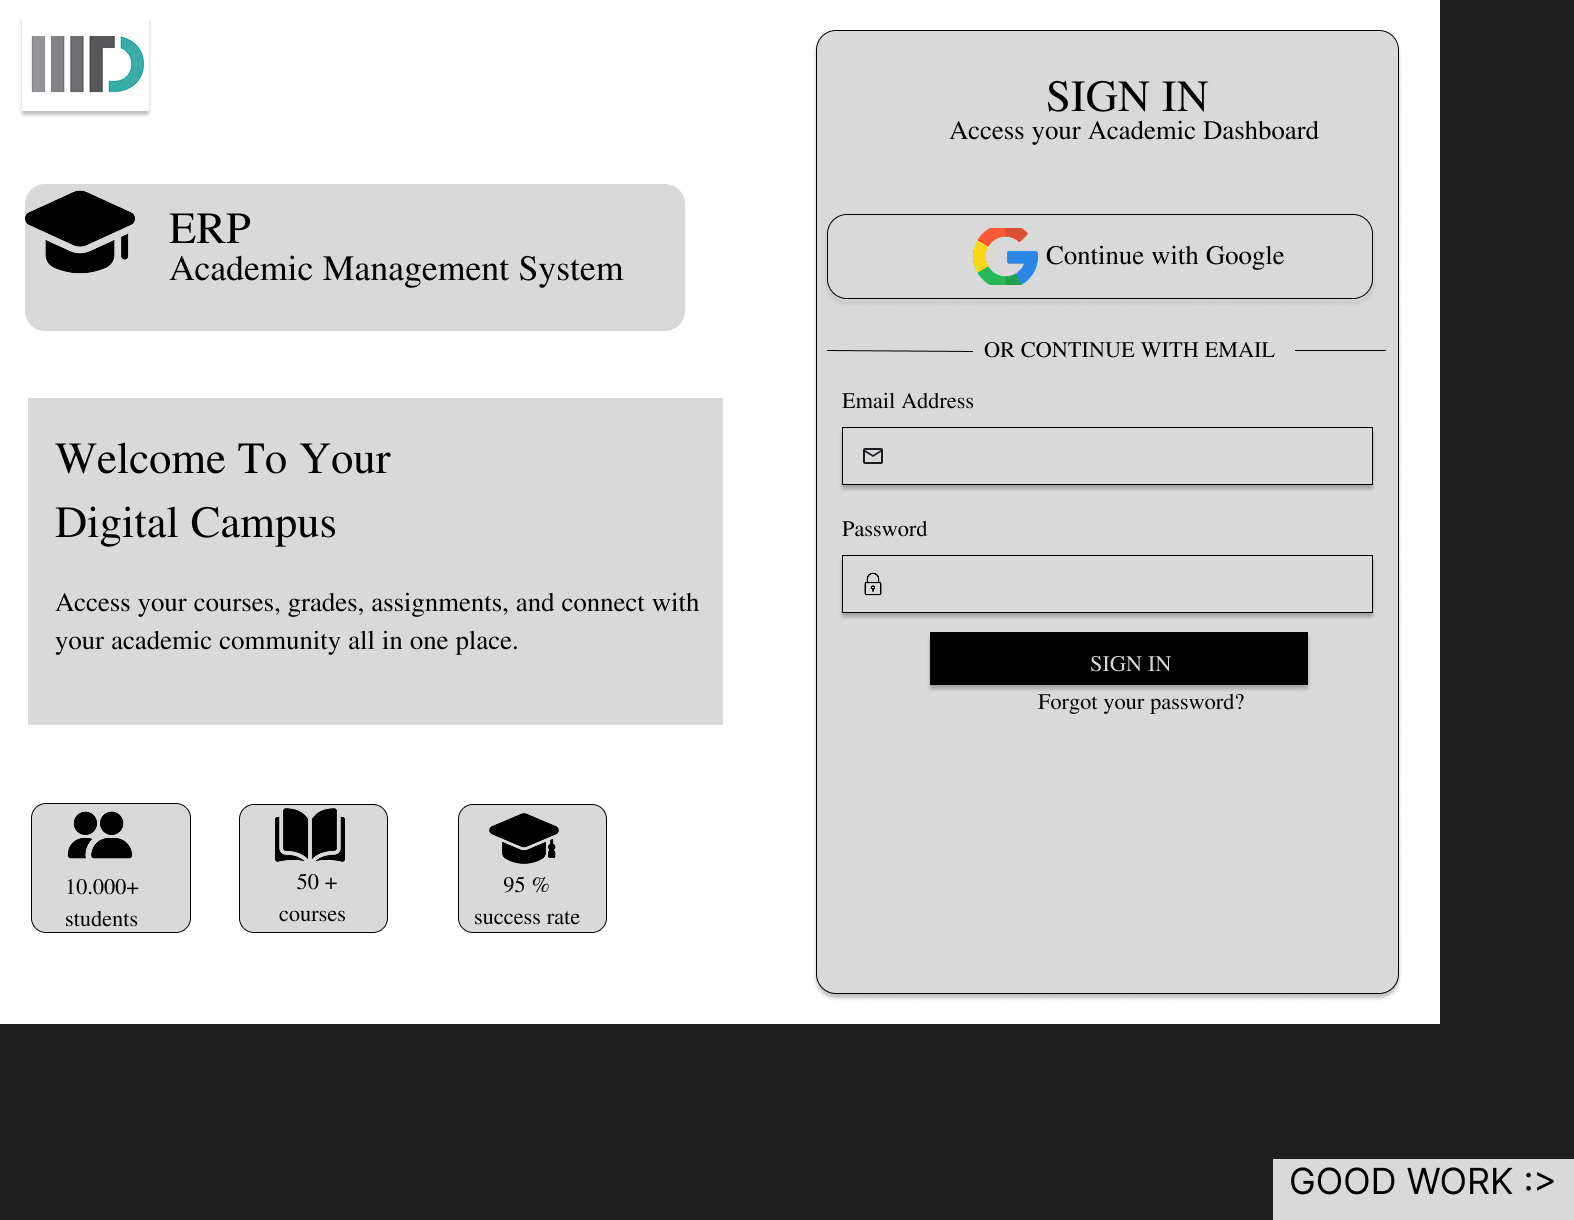 IIITD
ERP
Academic Management System
Welcome To Your
Digital Campus
Access your courses, grades, assignments, and connect with
your academic community all in one place.
10.000+
students
50 +
courses
95 %
success rate
SIGN IN
Access your Academic Dashboard
Continue with Google
OR CONTINUE WITH EMAIL
Email Address
Password
SIGN IN
Forgot your password?
GOOD WORK :>